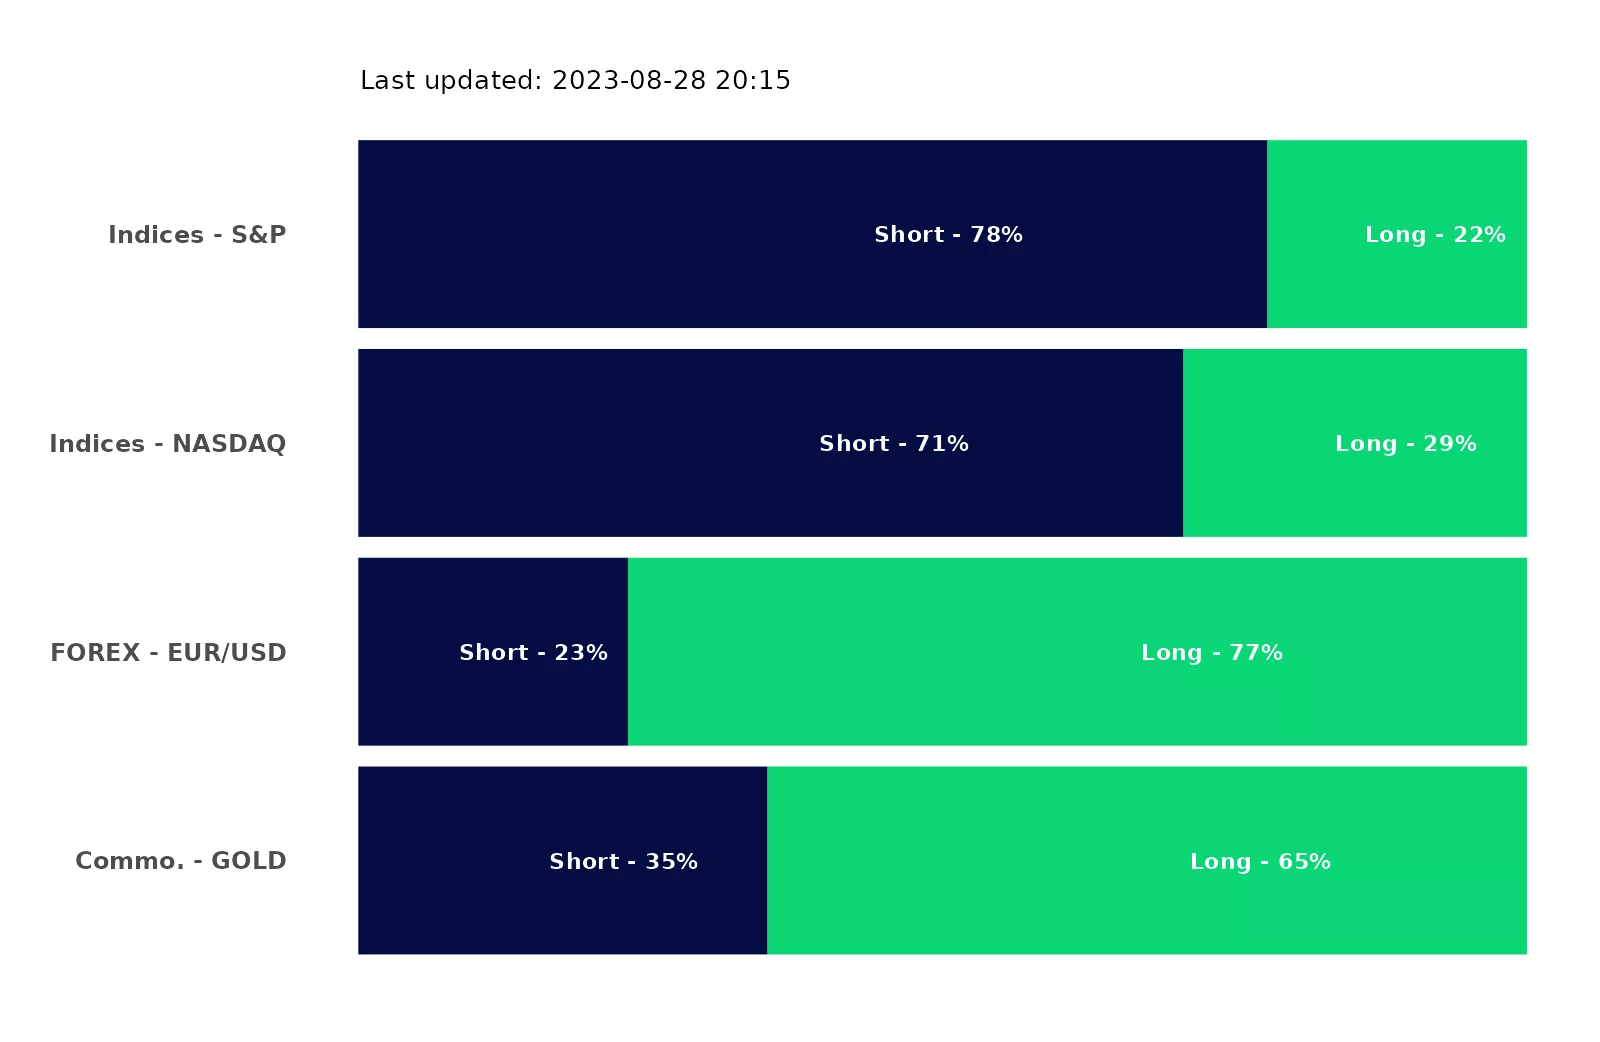 Last updated: 2023-08-28 20:15
Indices - S&P
Short - 78%
Long - 22%
Indices - NASDAQ
Short - 71%
Long - 29%
FOREX - EUR/USD
Short - 23%
Long - 77%
Commo. - GOLD
Short - 35%
Long - 65%